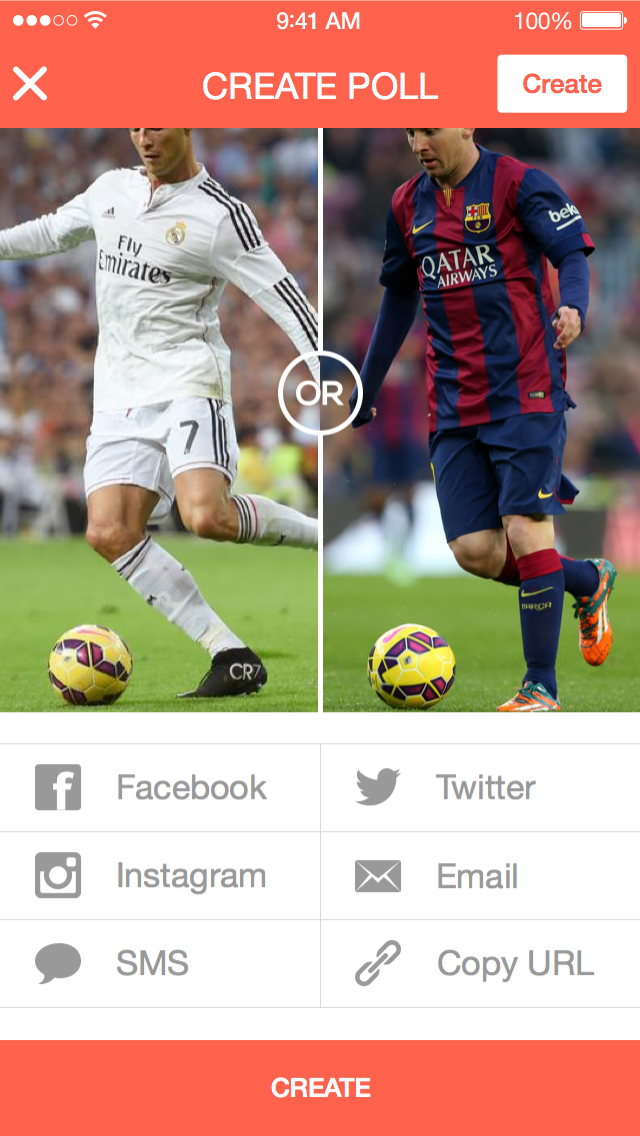 9:41 AM 100%
CREATE POLL Create
Fly
Emirates
7
CR7
QATAR
AIRWAYS
beko
BARÇA
OR
Facebook Twitter
Instagram Email
SMS Copy URL
CREATE